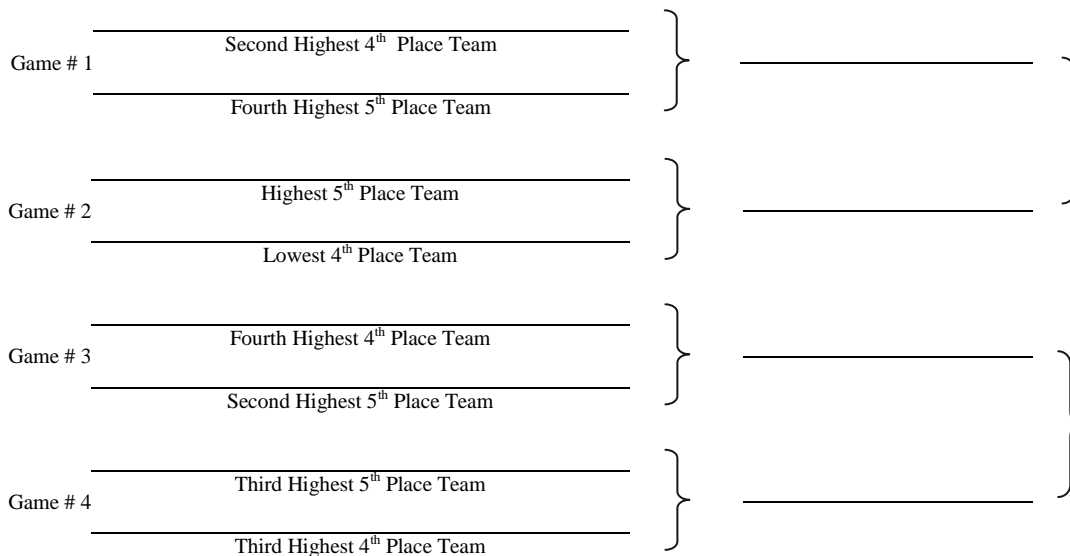 Second Highest 4th Place Team
Game # 1
Fourth Highest 5th Place Team
Highest 5th Place Team
Game # 2
Lowest 4th Place Team
Fourth Highest 4th Place Team
Game # 3
Second Highest 5th Place Team
Third Highest 5th Place Team
Game # 4
Third Highest 4th Place Team